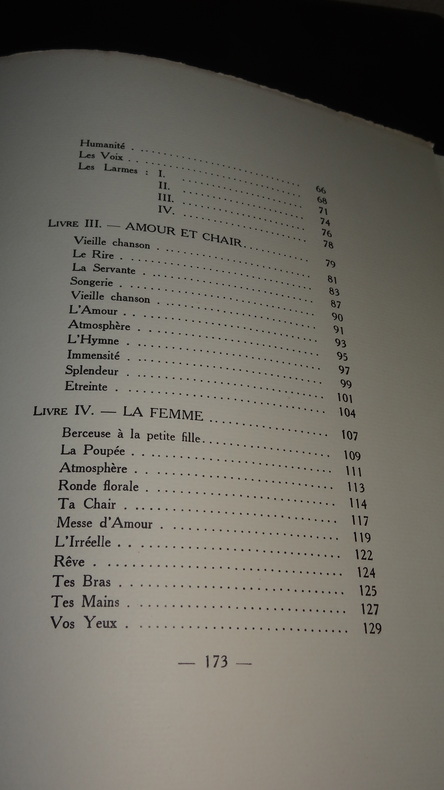 Humanité . . . . . . . . . . . . . . . . . . . . 66
Les Voix . . . . . . . . . . . . . . . . . . . . 68
Les Larmes : I. . . . . . . . . . . . . . . . . . 71
II. . . . . . . . . . . . . . . . . . 74
III. . . . . . . . . . . . . . . . . . 76
IV. . . . . . . . . . . . . . . . . . 78
LIVRE III. — AMOUR ET CHAIR . . . . . . . . . . 79
Vieille chanson . . . . . . . . . . . . . . . . . 81
Le Rire . . . . . . . . . . . . . . . . . . . . 83
La Servante . . . . . . . . . . . . . . . . . . 87
Songerie . . . . . . . . . . . . . . . . . . . . 90
Vieille chanson . . . . . . . . . . . . . . . . . 91
L'Amour . . . . . . . . . . . . . . . . . . . . 93
Atmosphère . . . . . . . . . . . . . . . . . . . 95
L'Hymne . . . . . . . . . . . . . . . . . . . . 97
Immensité . . . . . . . . . . . . . . . . . . . 99
Splendeur . . . . . . . . . . . . . . . . . . . 101
Etreinte . . . . . . . . . . . . . . . . . . . . 104
LIVRE IV. — LA FEMME . . . . . . . . . . . . . 107
Berceuse à la petite fille . . . . . . . . . . . . 109
La Poupée . . . . . . . . . . . . . . . . . . . 111
Atmosphère . . . . . . . . . . . . . . . . . . . 113
Ronde florale . . . . . . . . . . . . . . . . . . 114
Ta Chair . . . . . . . . . . . . . . . . . . . . 117
Messe d'Amour . . . . . . . . . . . . . . . . . 119
L'Irréelle . . . . . . . . . . . . . . . . . . . 122
Rêve . . . . . . . . . . . . . . . . . . . . . . 124
Tes Bras . . . . . . . . . . . . . . . . . . . . 125
Tes Mains . . . . . . . . . . . . . . . . . . . 127
Vos Yeux . . . . . . . . . . . . . . . . . . . . 129
— 173 —